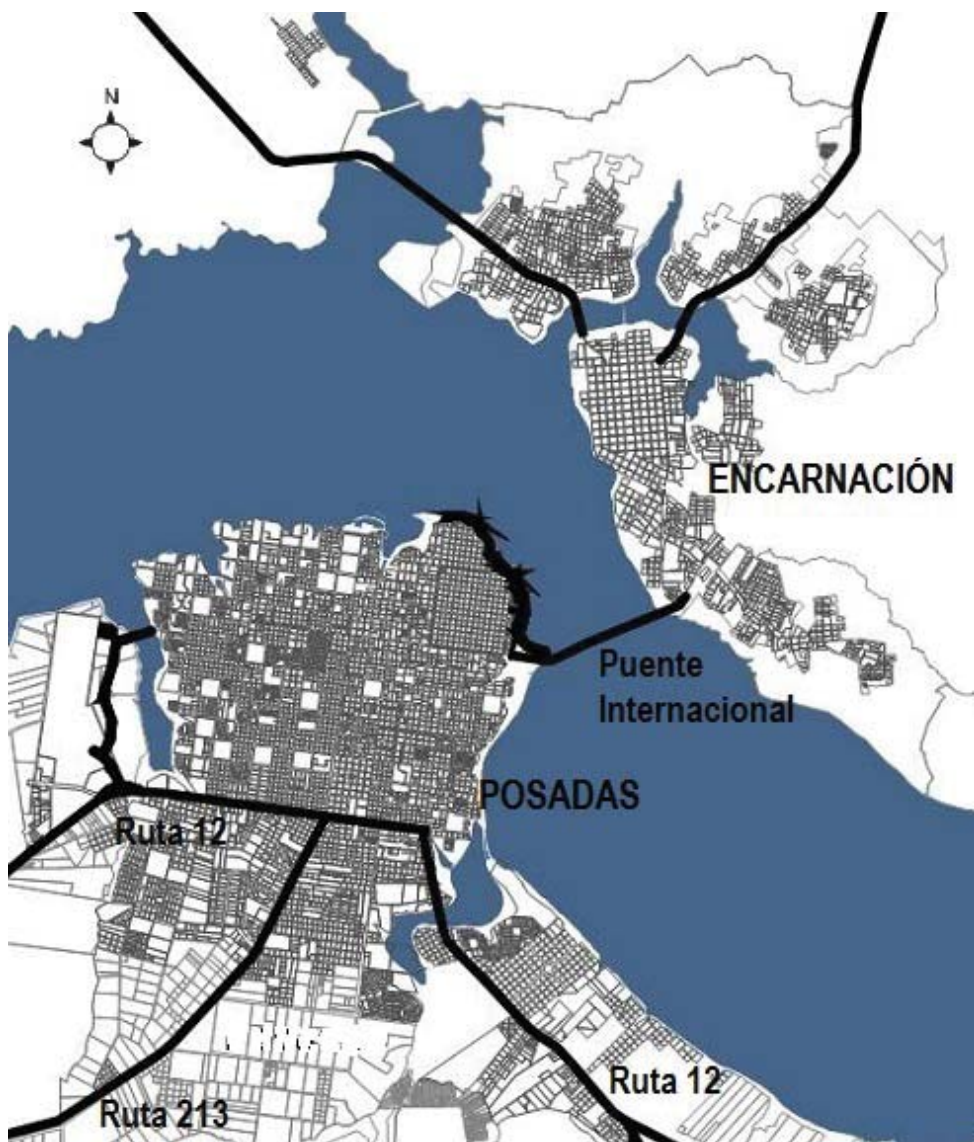 N
ENCARNACIÓN
Puente
Internacional
POSADAS
Ruta 12
Ruta 12
Ruta 213